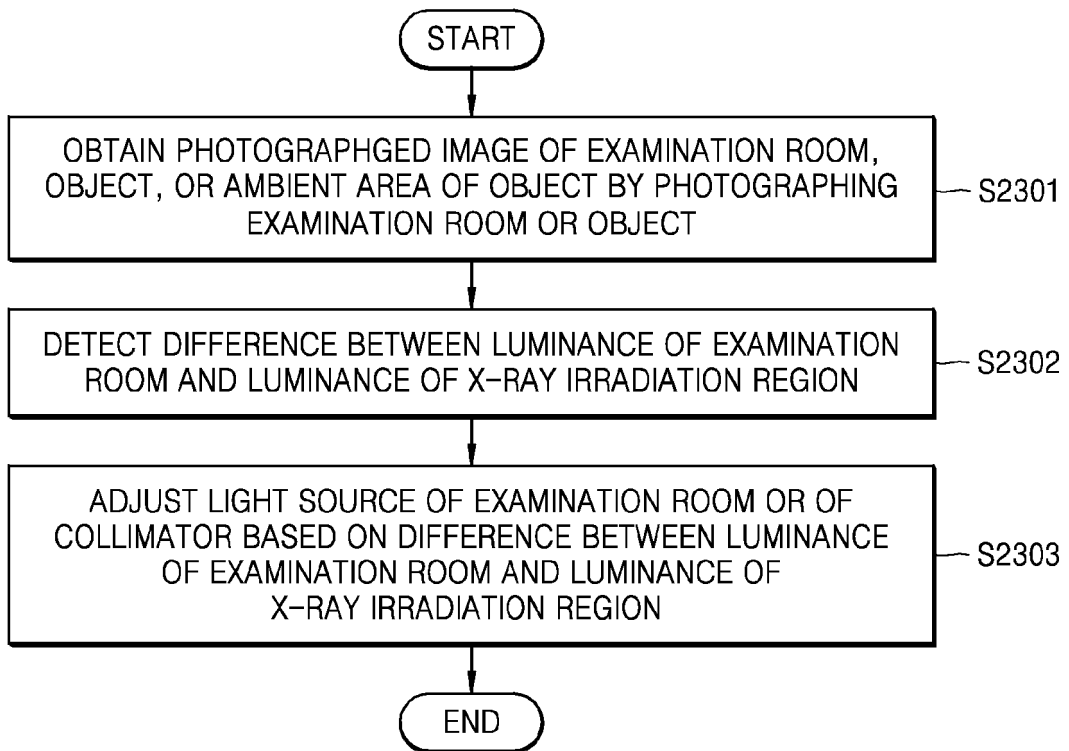 START
OBTAIN PHOTOGRAPHGED IMAGE OF EXAMINATION ROOM,
OBJECT, OR AMBIENT AREA OF OBJECT BY PHOTOGRAPHING
EXAMINATION ROOM OR OBJECT
S2301
DETECT DIFFERENCE BETWEEN LUMINANCE OF EXAMINATION
ROOM AND LUMINANCE OF X-RAY IRRADIATION REGION
S2302
ADJUST LIGHT SOURCE OF EXAMINATION ROOM OR OF
COLLIMATOR BASED ON DIFFERENCE BETWEEN LUMINANCE
OF EXAMINATION ROOM AND LUMINANCE OF
X-RAY IRRADIATION REGION
S2303
END